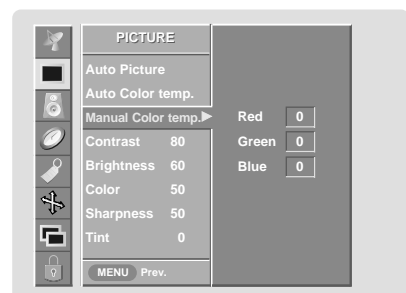 PICTURE
Auto Picture
Auto Color temp.
Manual Color temp.
Red 0
Green 0
Blue 0
Contrast 80
Brightness 60
Color 50
Sharpness 50
Tint 0
MENU Prev.